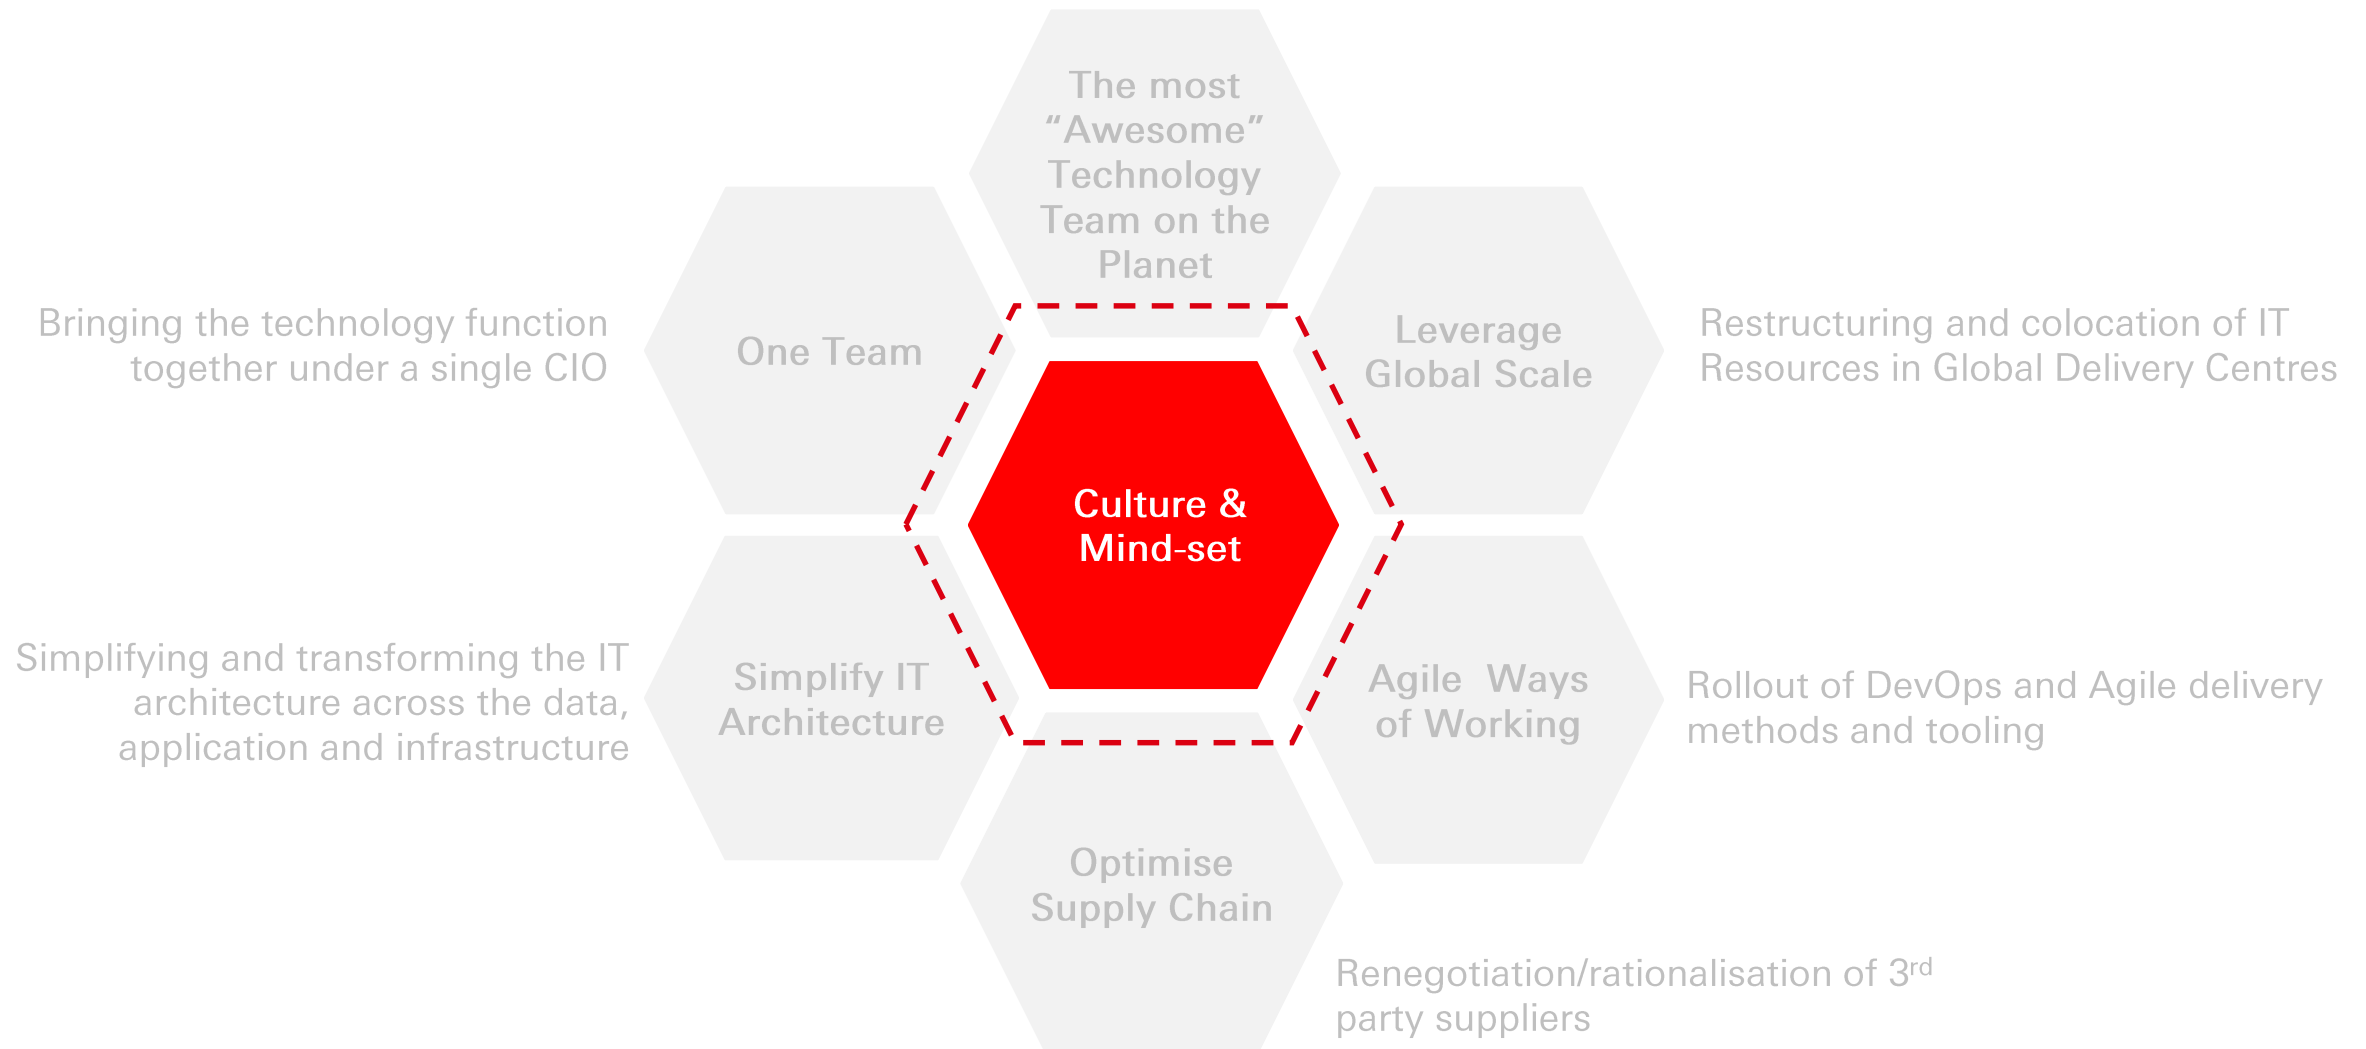 The most
“Awesome”
Technology
Team on the
Planet
Bringing the technology function
together under a single CIO
One Team
Leverage
Global Scale
Restructuring and colocation of IT
Resources in Global Delivery Centres
Culture &
Mind-set
Simplifying and transforming the IT
architecture across the data,
application and infrastructure
Simplify IT
Architecture
Agile  Ways
of Working
Rollout of DevOps and Agile delivery
methods and tooling
Optimise
Supply Chain
Renegotiation/rationalisation of 3rd
party suppliers